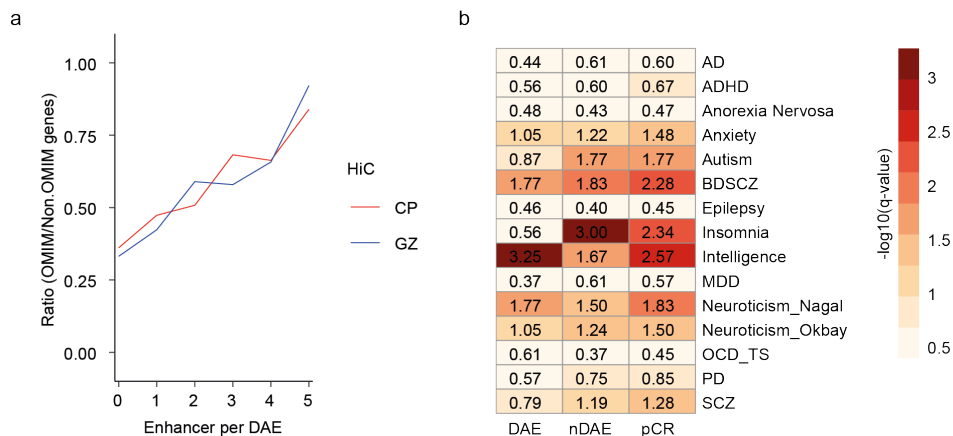 a
Ratio (OMIM/Non.OMIM genes)
1.00
0.75
0.50
0.25
0.00
0 1 2 3 4 5
Enhancer per DAE
HiC
CP
GZ
b
0.44 0.61 0.60 AD
0.56 0.60 0.67 ADHD
0.48 0.43 0.47 Anorexia Nervosa
1.05 1.22 1.48 Anxiety
0.87 1.77 1.77 Autism
1.77 1.83 2.28 BDSCZ
0.46 0.40 0.45 Epilepsy
0.56 3.00 2.34 Insomnia
3.25 1.67 2.57 Intelligence
0.37 0.61 0.57 MDD
1.77 1.50 1.83 Neuroticism_Nagal
1.05 1.24 1.50 Neuroticism_Okbay
0.61 0.37 0.45 OCD_TS
0.57 0.75 0.85 PD
0.79 1.19 1.28 SCZ
DAE nDAE pCR
-log10(q-value)
3
2.5
2
1.5
1
0.5